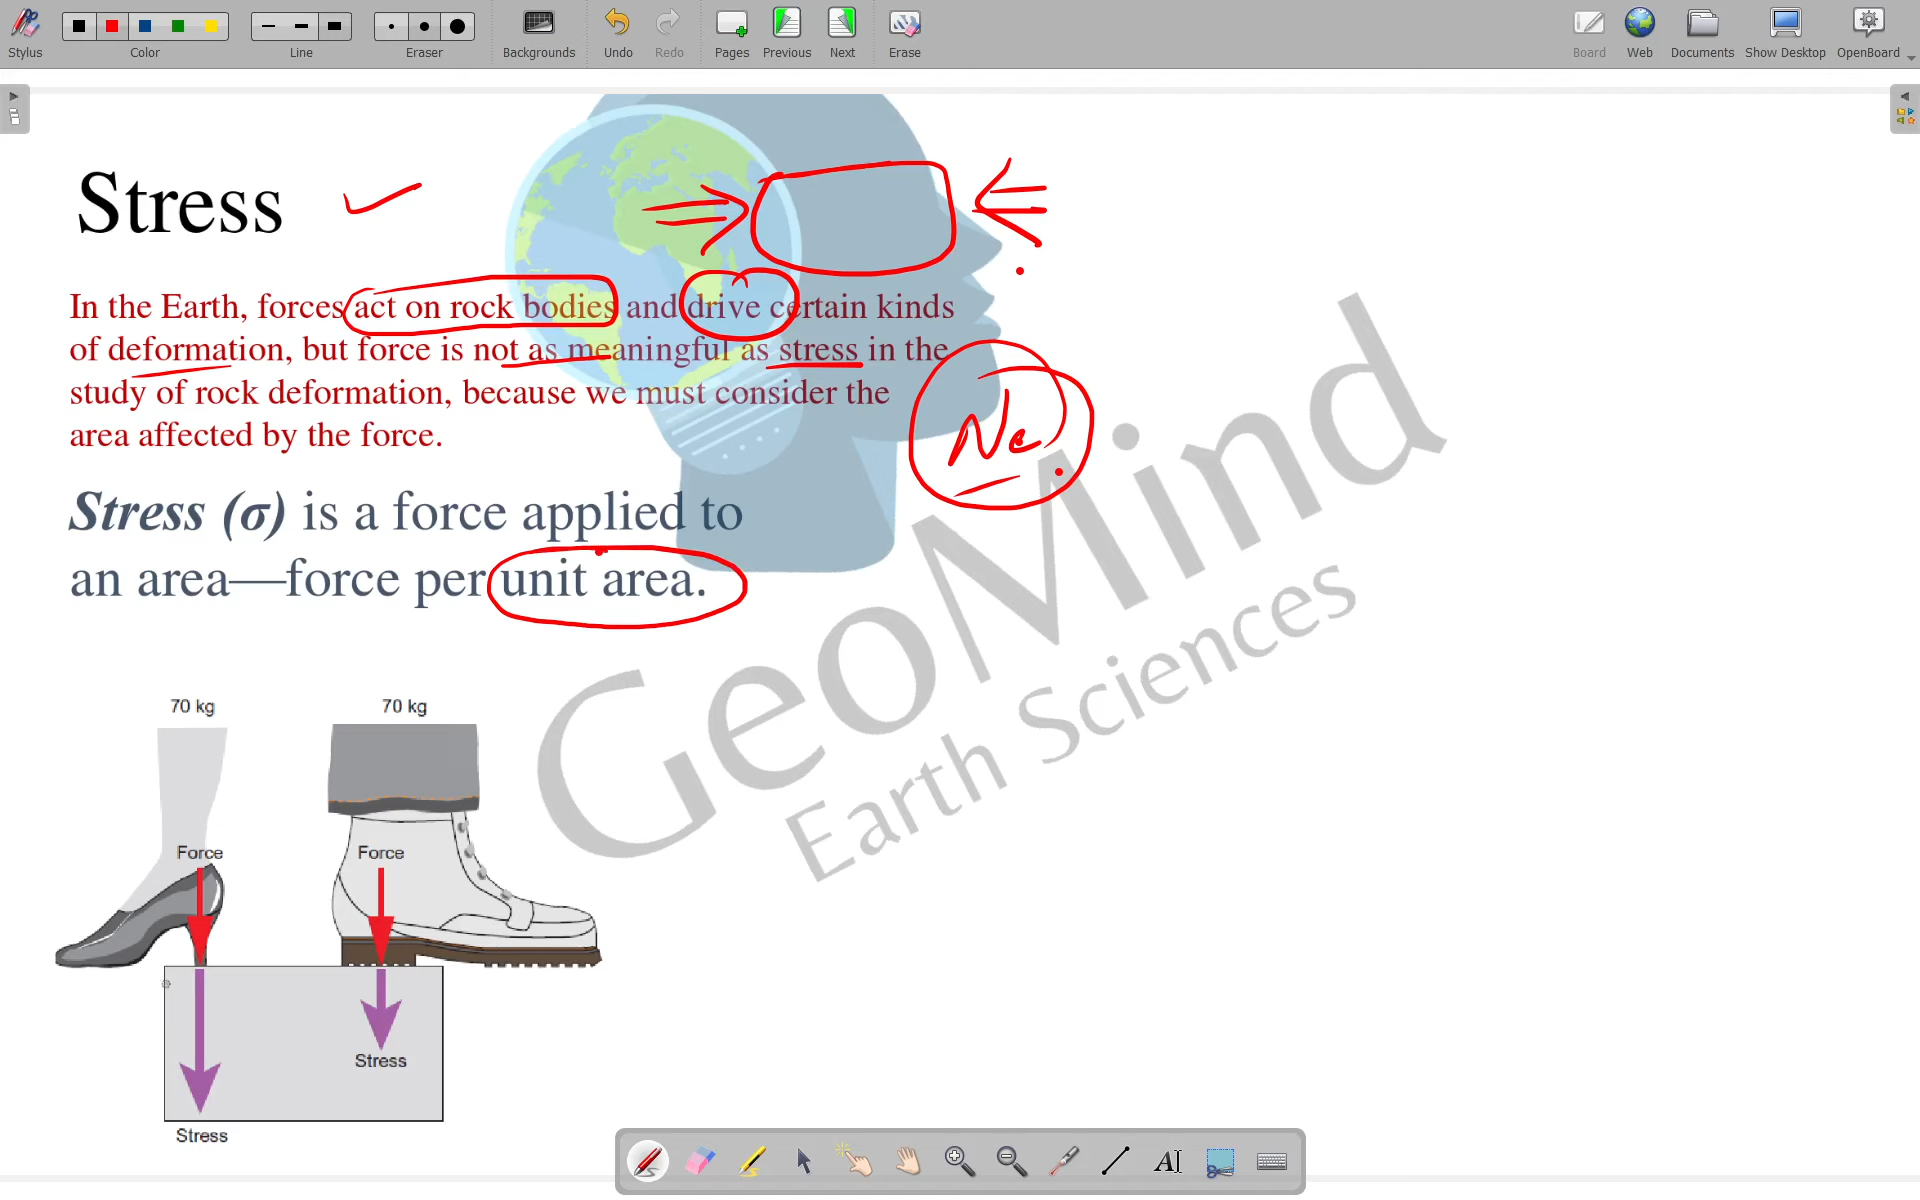 Stylus
Color
Line
Eraser
Backgrounds
Undo
Redo
Pages
Previous
Next
Erase
Board
Web
Documents
Show Desktop
OpenBoard
Stress
In the Earth, forces act on rock bodies and drive certain kinds
of deformation, but force is not as meaningful as stress in the
study of rock deformation, because we must consider the
area affected by the force.
Ne
Stress (σ) is a force applied to
an area—force per unit area.
GeoMind
Earth Sciences
70 kg
70 kg
Force
Force
Stress
Stress